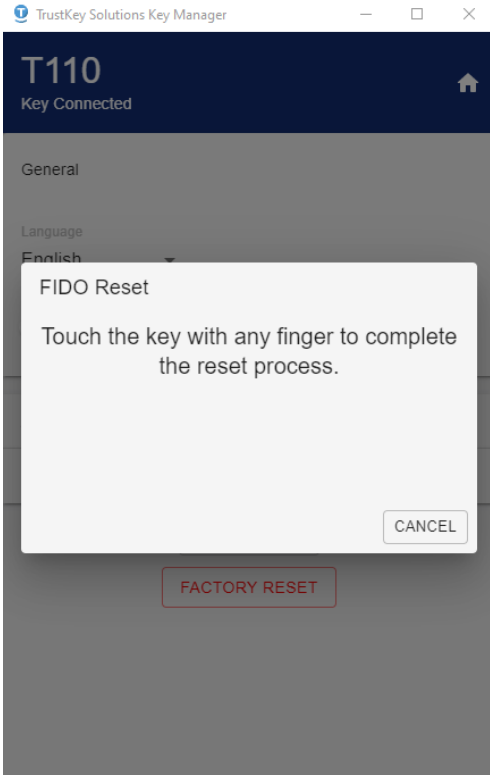 TrustKey Solutions Key Manager
T110
Key Connected
General
Language
English
FIDO Reset
Touch the key with any finger to complete
the reset process.
CANCEL
FACTORY RESET